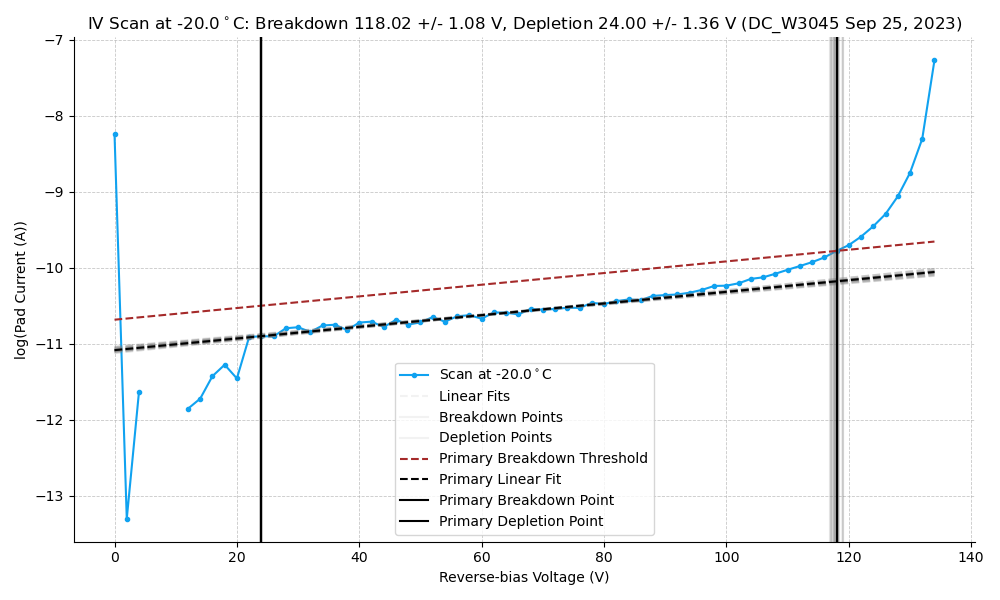 IV Scan at -20.0°C: Breakdown 118.02 +/- 1.08 V, Depletion 24.00 +/- 1.36 V (DC_W3045 Sep 25, 2023)
log(Pad Current (A))
−7
−8
−9
−10
−11
−12
−13
Scan at -20.0°C
Linear Fits
Breakdown Points
Depletion Points
Primary Breakdown Threshold
Primary Linear Fit
Primary Breakdown Point
Primary Depletion Point
0 20 40 60 80 100 120 140
Reverse-bias Voltage (V)